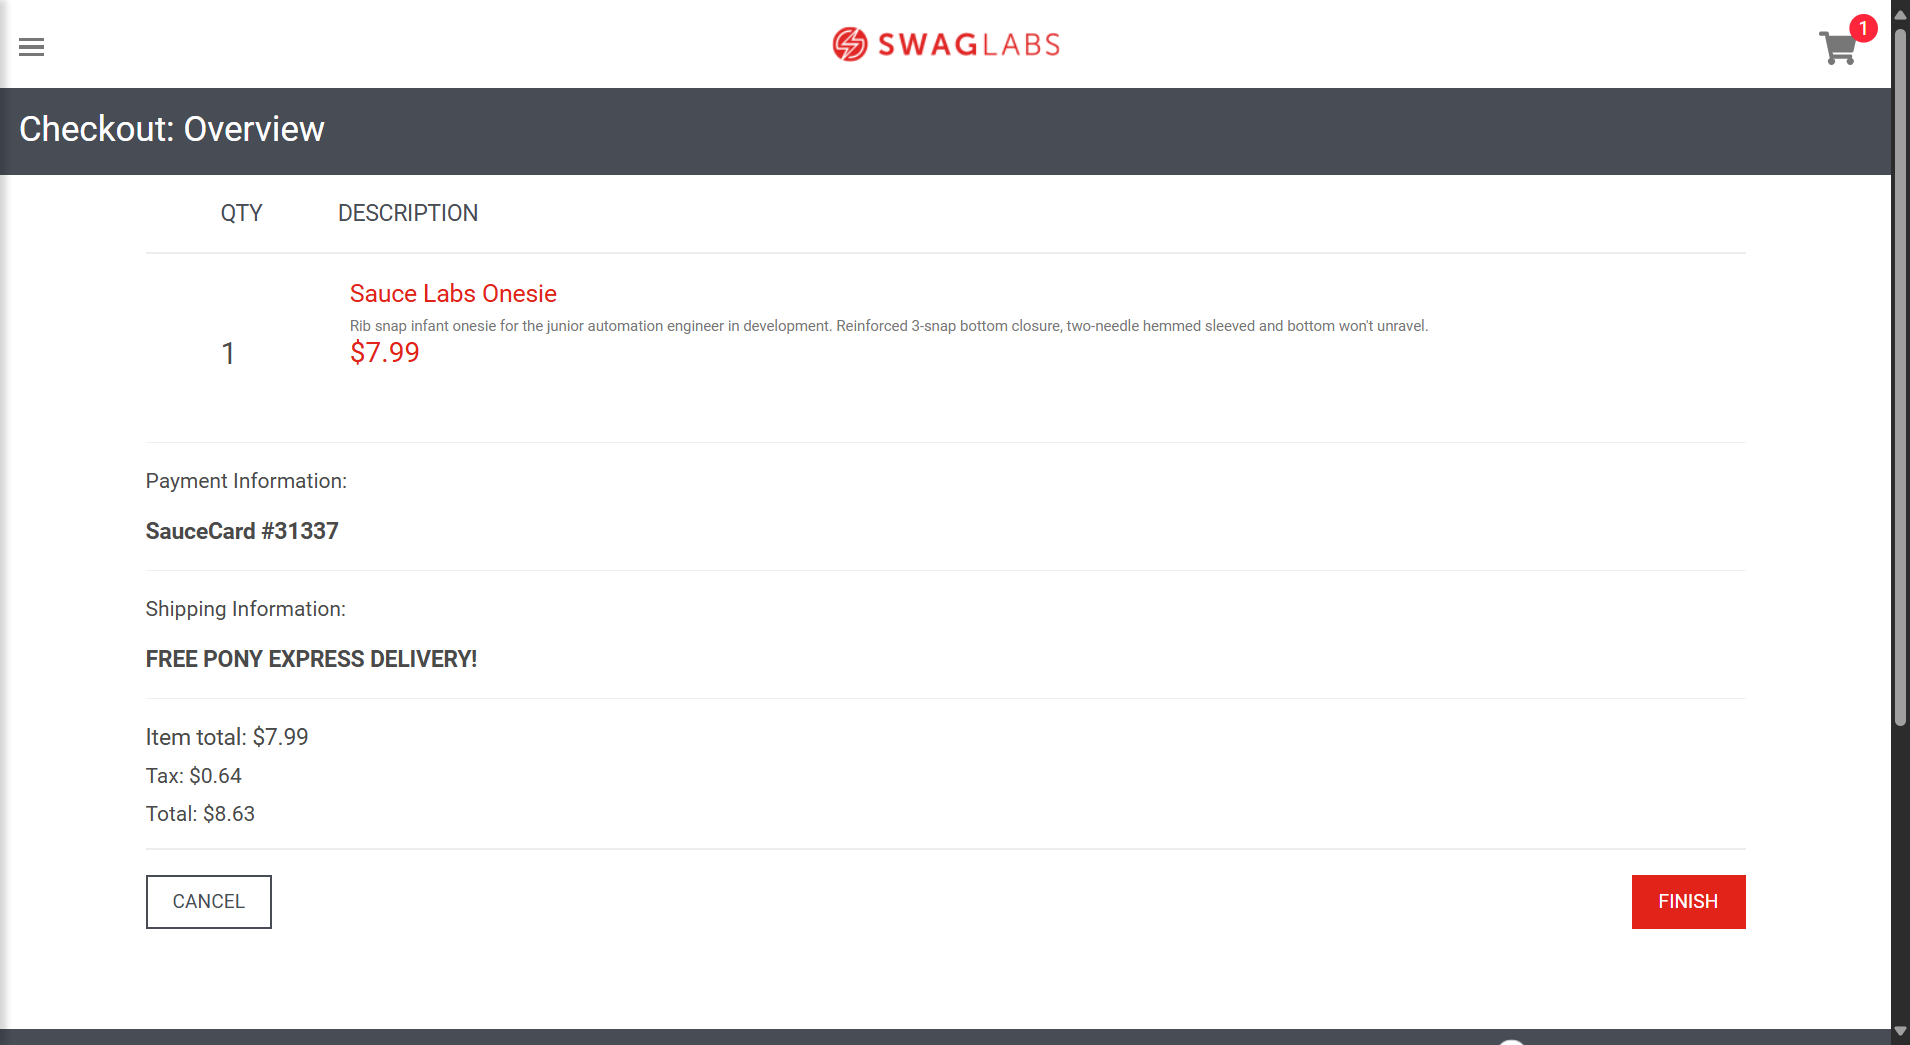 SWAGLABS
1
Checkout: Overview
QTY DESCRIPTION
Sauce Labs Onesie
Rib snap infant onesie for the junior automation engineer in development. Reinforced 3-snap bottom closure, two-needle hemmed sleeved and bottom won't unravel.
1
$7.99
Payment Information:
SauceCard #31337
Shipping Information:
FREE PONY EXPRESS DELIVERY!
Item total: $7.99
Tax: $0.64
Total: $8.63
CANCEL
FINISH